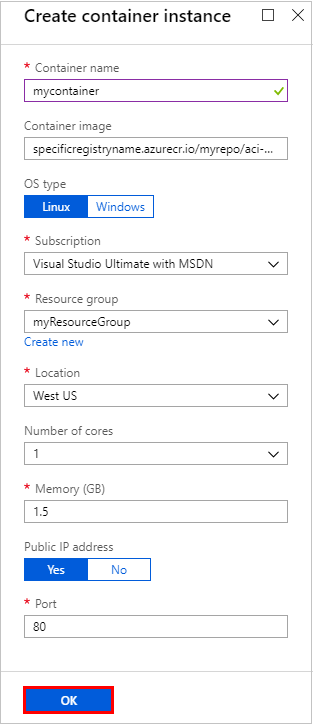 Create container instance
* Container name
mycontainer
Container image
specificregistryname.azurecr.io/myrepo/aci-...
OS type
Linux Windows
* Subscription
Visual Studio Ultimate with MSDN
* Resource group
myResourceGroup
Create new
* Location
West US
Number of cores
1
* Memory (GB)
1.5
Public IP address
Yes No
* Port
80
OK